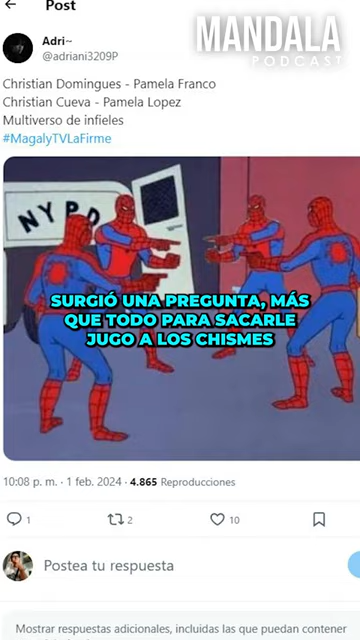 Post
MANDALA
PODCAST
Adri~
@adriani3209P
Christian Domingues - Pamela Franco
Christian Cueva - Pamela Lopez
Multiverso de infieles
#MagalyTVLaFirme
NYPD
SURGIÓ UNA PREGUNTA, MÁS
QUE TODO PARA SACARLE
JUGO A LOS CHISMES
10:08 p. m. · 1 feb. 2024 · 4.865 Reproducciones
1 2 10
Postea tu respuesta
Mostrar respuestas adicionales, incluidas las que puedan contener